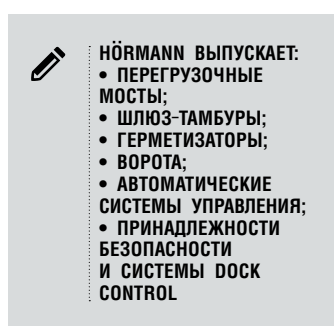 HÖRMANN ВЫПУСКАЕТ:
• ПЕРЕГРУЗОЧНЫЕ
МОСТЫ;
• ШЛЮЗ-ТАМБУРЫ;
• ГЕРМЕТИЗАТОРЫ;
• ВОРОТА;
• АВТОМАТИЧЕСКИЕ
СИСТЕМЫ УПРАВЛЕНИЯ;
• ПРИНАДЛЕЖНОСТИ
БЕЗОПАСНОСТИ
И СИСТЕМЫ DOCK
CONTROL